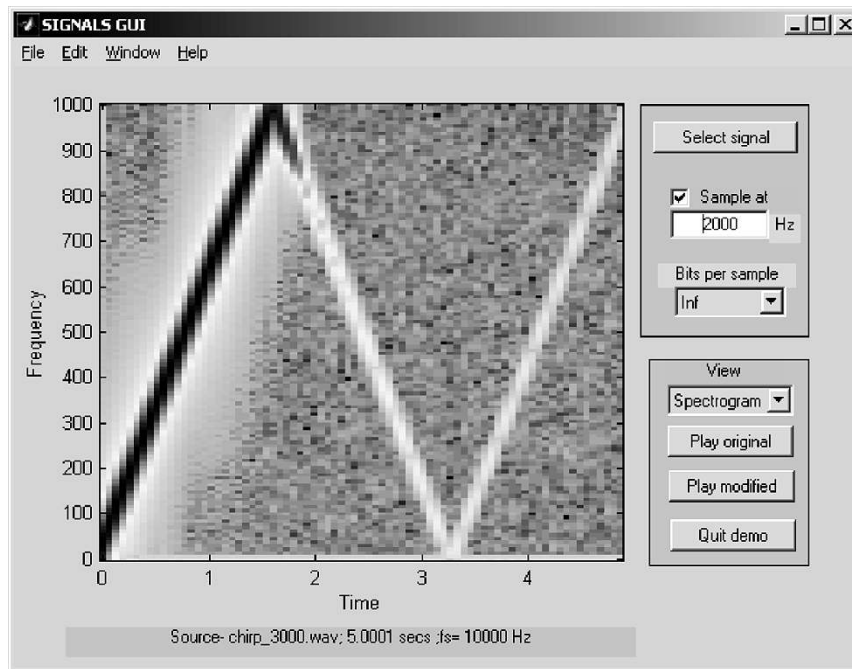 SIGNALS GUI
File Edit Window Help
1000
900
800
700
600
500
400
300
200
100
0
Frequency
0 1 2 3 4
Time
Select signal
Sample at
2000 Hz
Bits per sample
Inf
View
Spectrogram
Play original
Play modified
Quit demo
Source- chirp_3000.wav; 5.0001 secs ;fs= 10000 Hz